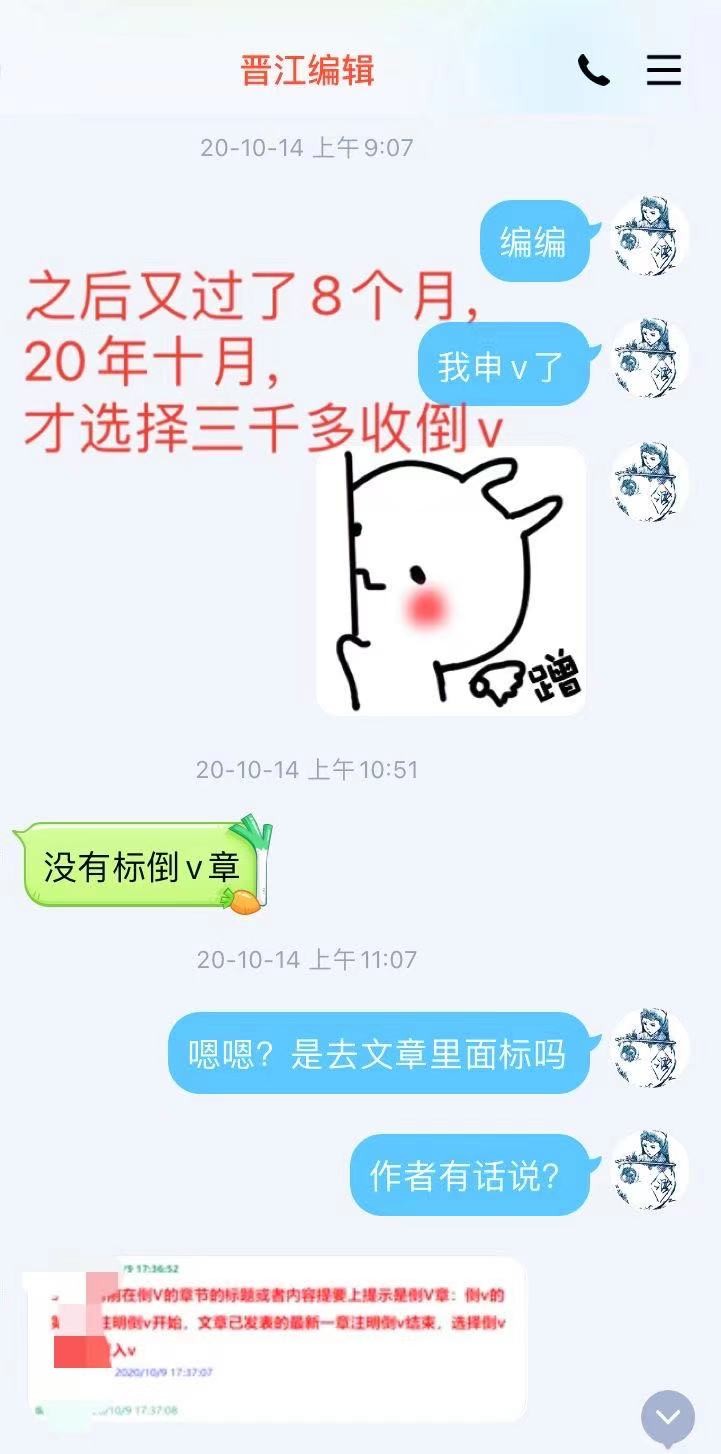 晋江编辑
20-10-14 上午9:07
编编
之后又过了8个月，
20年十月，
我申v了
才选择三千多收倒v
蹭
20-10-14 上午10:51
没有标倒v章
20-10-14 上午11:07
嗯嗯？是去文章里面标吗
作者有话说？
/9 17:36:52
在倒V的章节的标题或者内容提要上提示是倒V章：倒v的
注明倒v开始，文章已发表的最新一章注明倒v结束，选择倒v
入v
2020/10/9 17:37:07
/10/9 17:37:08